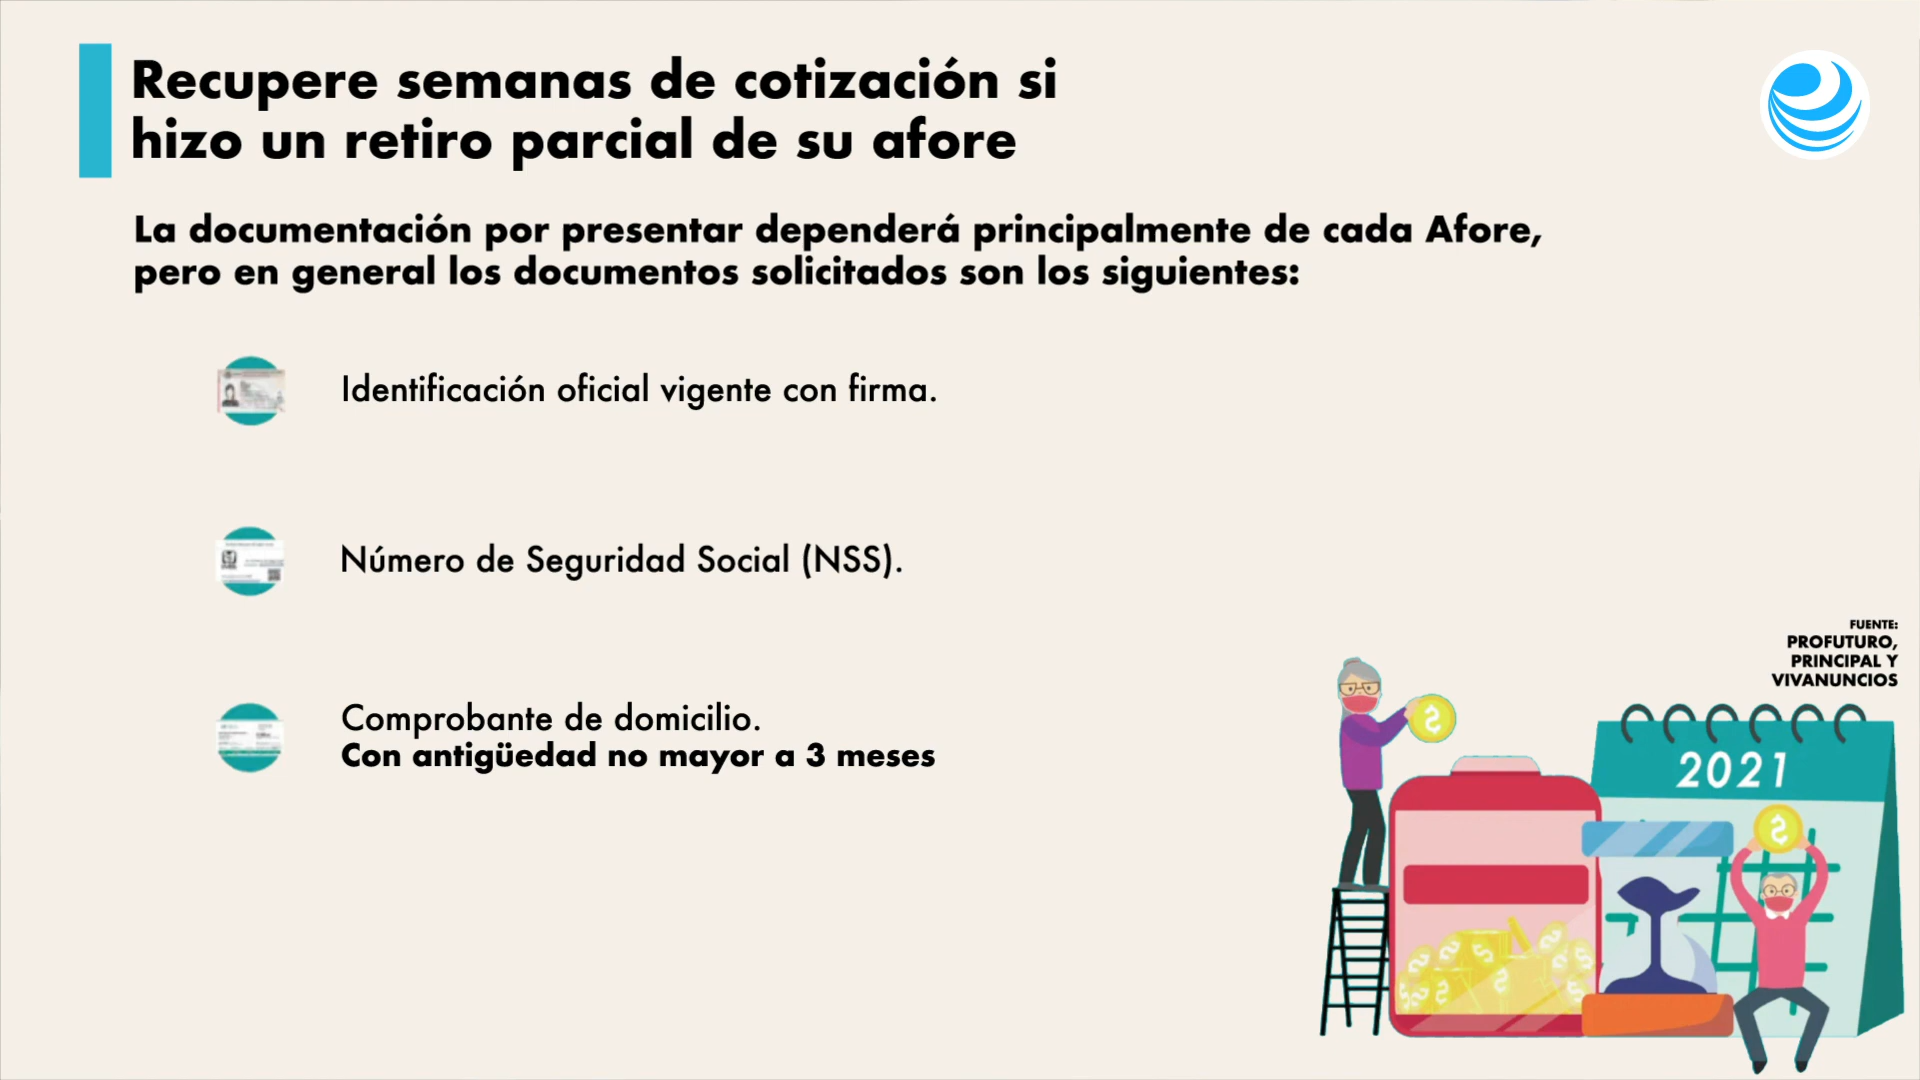 Recupere semanas de cotización si
hizo un retiro parcial de su afore
La documentación por presentar dependerá principalmente de cada Afore,
pero en general los documentos solicitados son los siguientes:
Identificación oficial vigente con firma.
Número de Seguridad Social (NSS).
Comprobante de domicilio.
Con antigüedad no mayor a 3 meses
FUENTE:
PROFUTURO,
PRINCIPAL Y
VIVANUNCIOS
2021